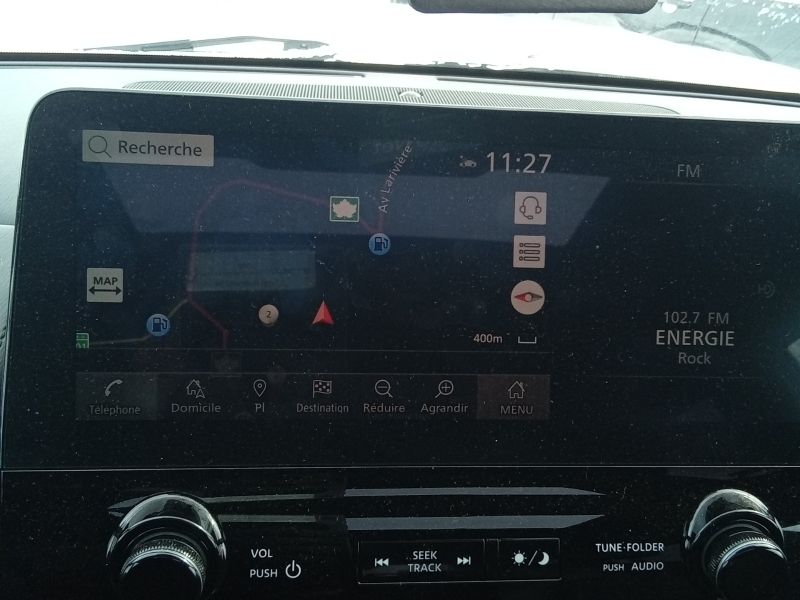 Recherche
11:27
FM
Av Larivière
MAP
2
400m
102.7 FM
ENERGIE
Rock
Téléphone
Domicile
PI
Destination
Réduire
Agrandir
MENU
VOL
PUSH
SEEK
TRACK
TUNE·FOLDER
PUSH AUDIO